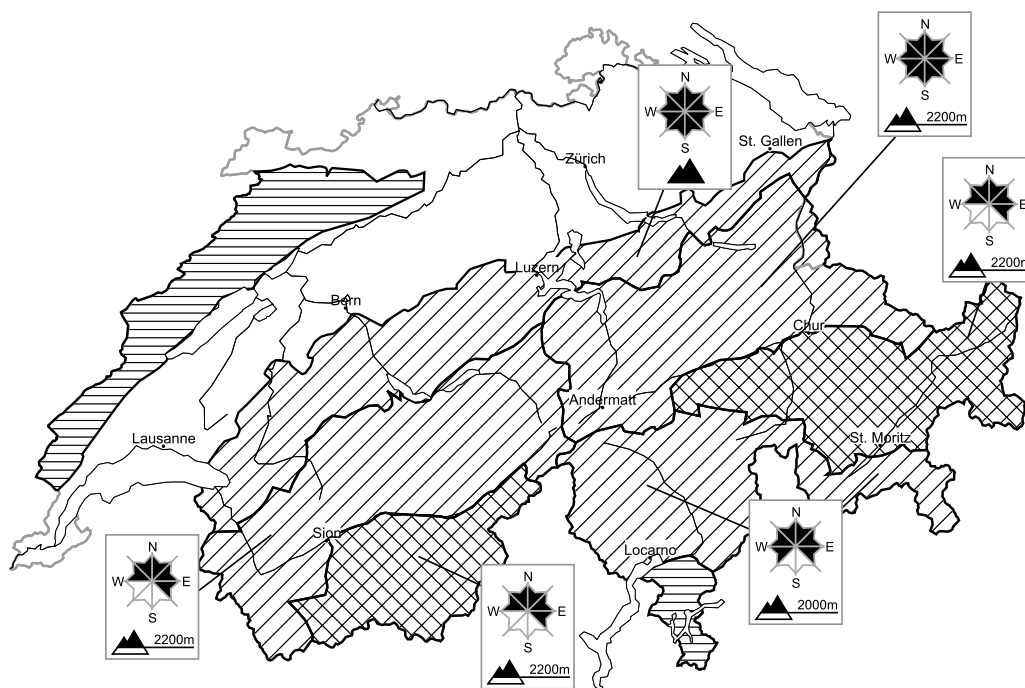 N
W E
S
2200m
N
W E
S
St. Gallen
Zürich
N
W E
S
2200m
Luzern
Bern
Chur
Andermatt
Lausanne
St. Moritz
Sion
Locarno
N
W E
S
2000m
N
W E
S
2200m
N
W E
S
2200m